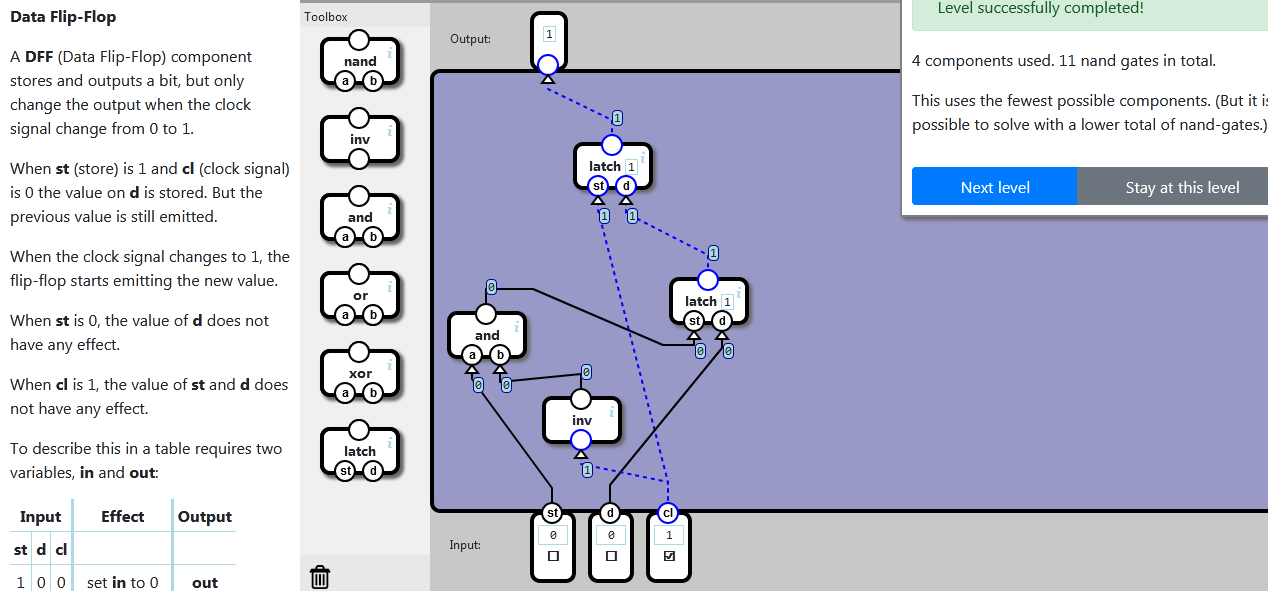 Data Flip-Flop
A DFF (Data Flip-Flop) component
stores and outputs a bit, but only
change the output when the clock
signal change from 0 to 1.
When st (store) is 1 and cl (clock signal)
is 0 the value on d is stored. But the
previous value is still emitted.
When the clock signal changes to 1, the
flip-flop starts emitting the new value.
When st is 0, the value of d does not
have any effect.
When cl is 1, the value of st and d does
not have any effect.
To describe this in a table requires two
variables, in and out:
Input Effect Output
st d cl
1 0 0 set in to 0 out
Toolbox
nand i
a b
inv i
and i
a b
or i
a b
xor i
a b
latch i
st d
Output:
1
1
latch 1 i
st d
1 1
1
latch 1 i
st d
0 0
0
and i
a b
0 0
0
inv i
1
Input:
st d cl
0 0 1
Level successfully completed!
4 components used. 11 nand gates in total.
This uses the fewest possible components. (But it is
possible to solve with a lower total of nand-gates.)
Next level Stay at this level